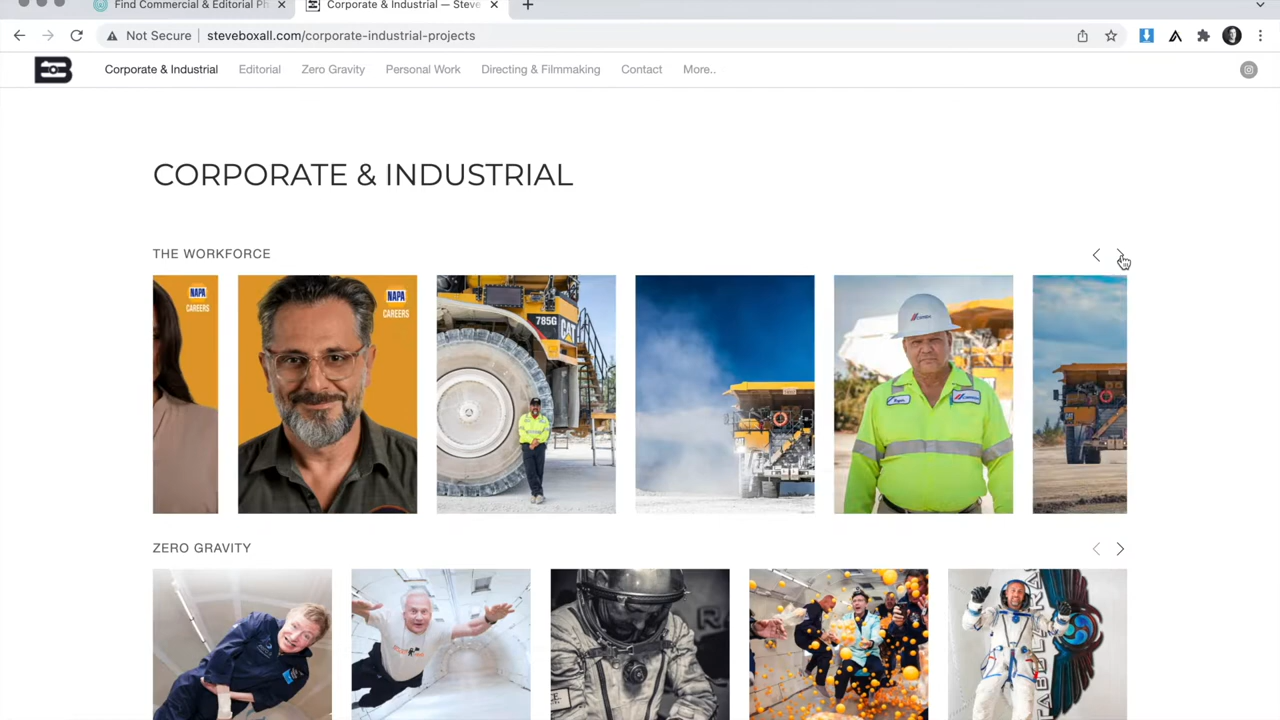 Find Commercial & Editorial Ph
Corporate & Industrial — Steve
Not Secure
steveboxall.com/corporate-industrial-projects
Corporate & Industrial
Editorial
Zero Gravity
Personal Work
Directing & Filmmaking
Contact
More..
CORPORATE & INDUSTRIAL
THE WORKFORCE
NAPA
CAREERS
NAPA
CAREERS
785G
CAT
ZERO GRAVITY